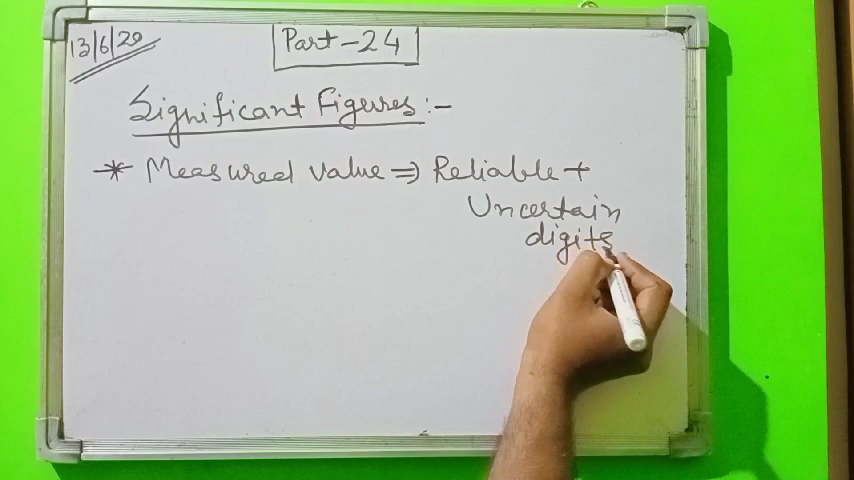 13/6/20
Part-24
Significant Figures:-
* Measured value ⇒ Reliable +
Uncertain
digits